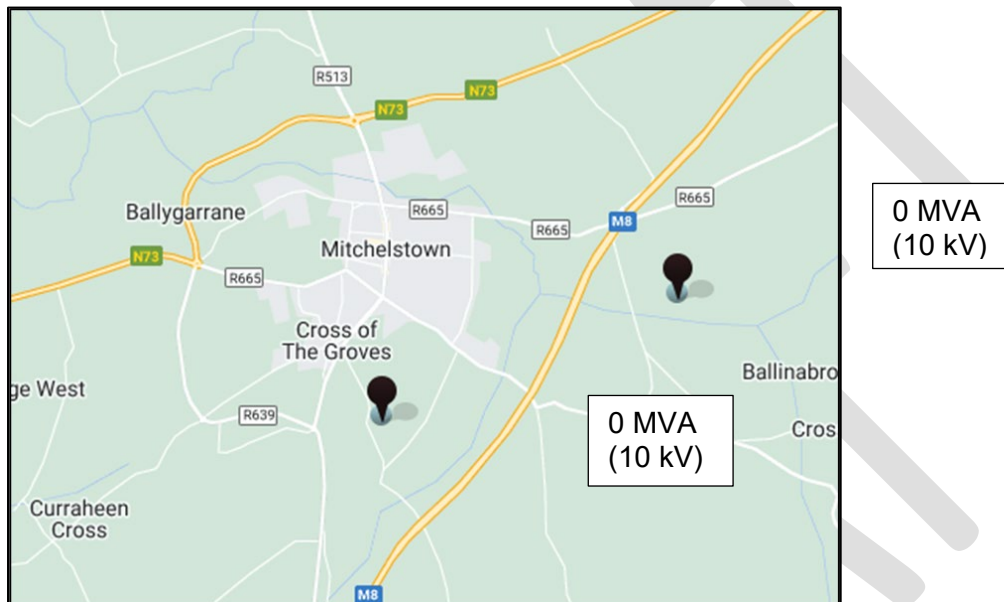 R513
N73
N73
Ballygarrane
R665
R665
M8
R665
Mitchelstown
N73
R665
Cross of
The Groves
ge West
R639
Ballinabro
Cros
Curraheen
Cross
M8
0 MVA
(10 kV)
0 MVA
(10 kV)